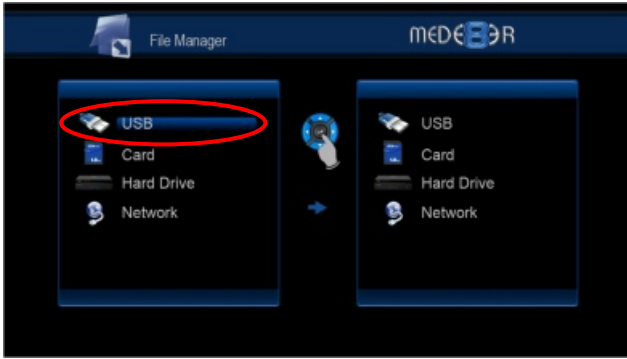 File Manager
MEDE8ER
USB
Card
Hard Drive
Network
USB
Card
Hard Drive
Network